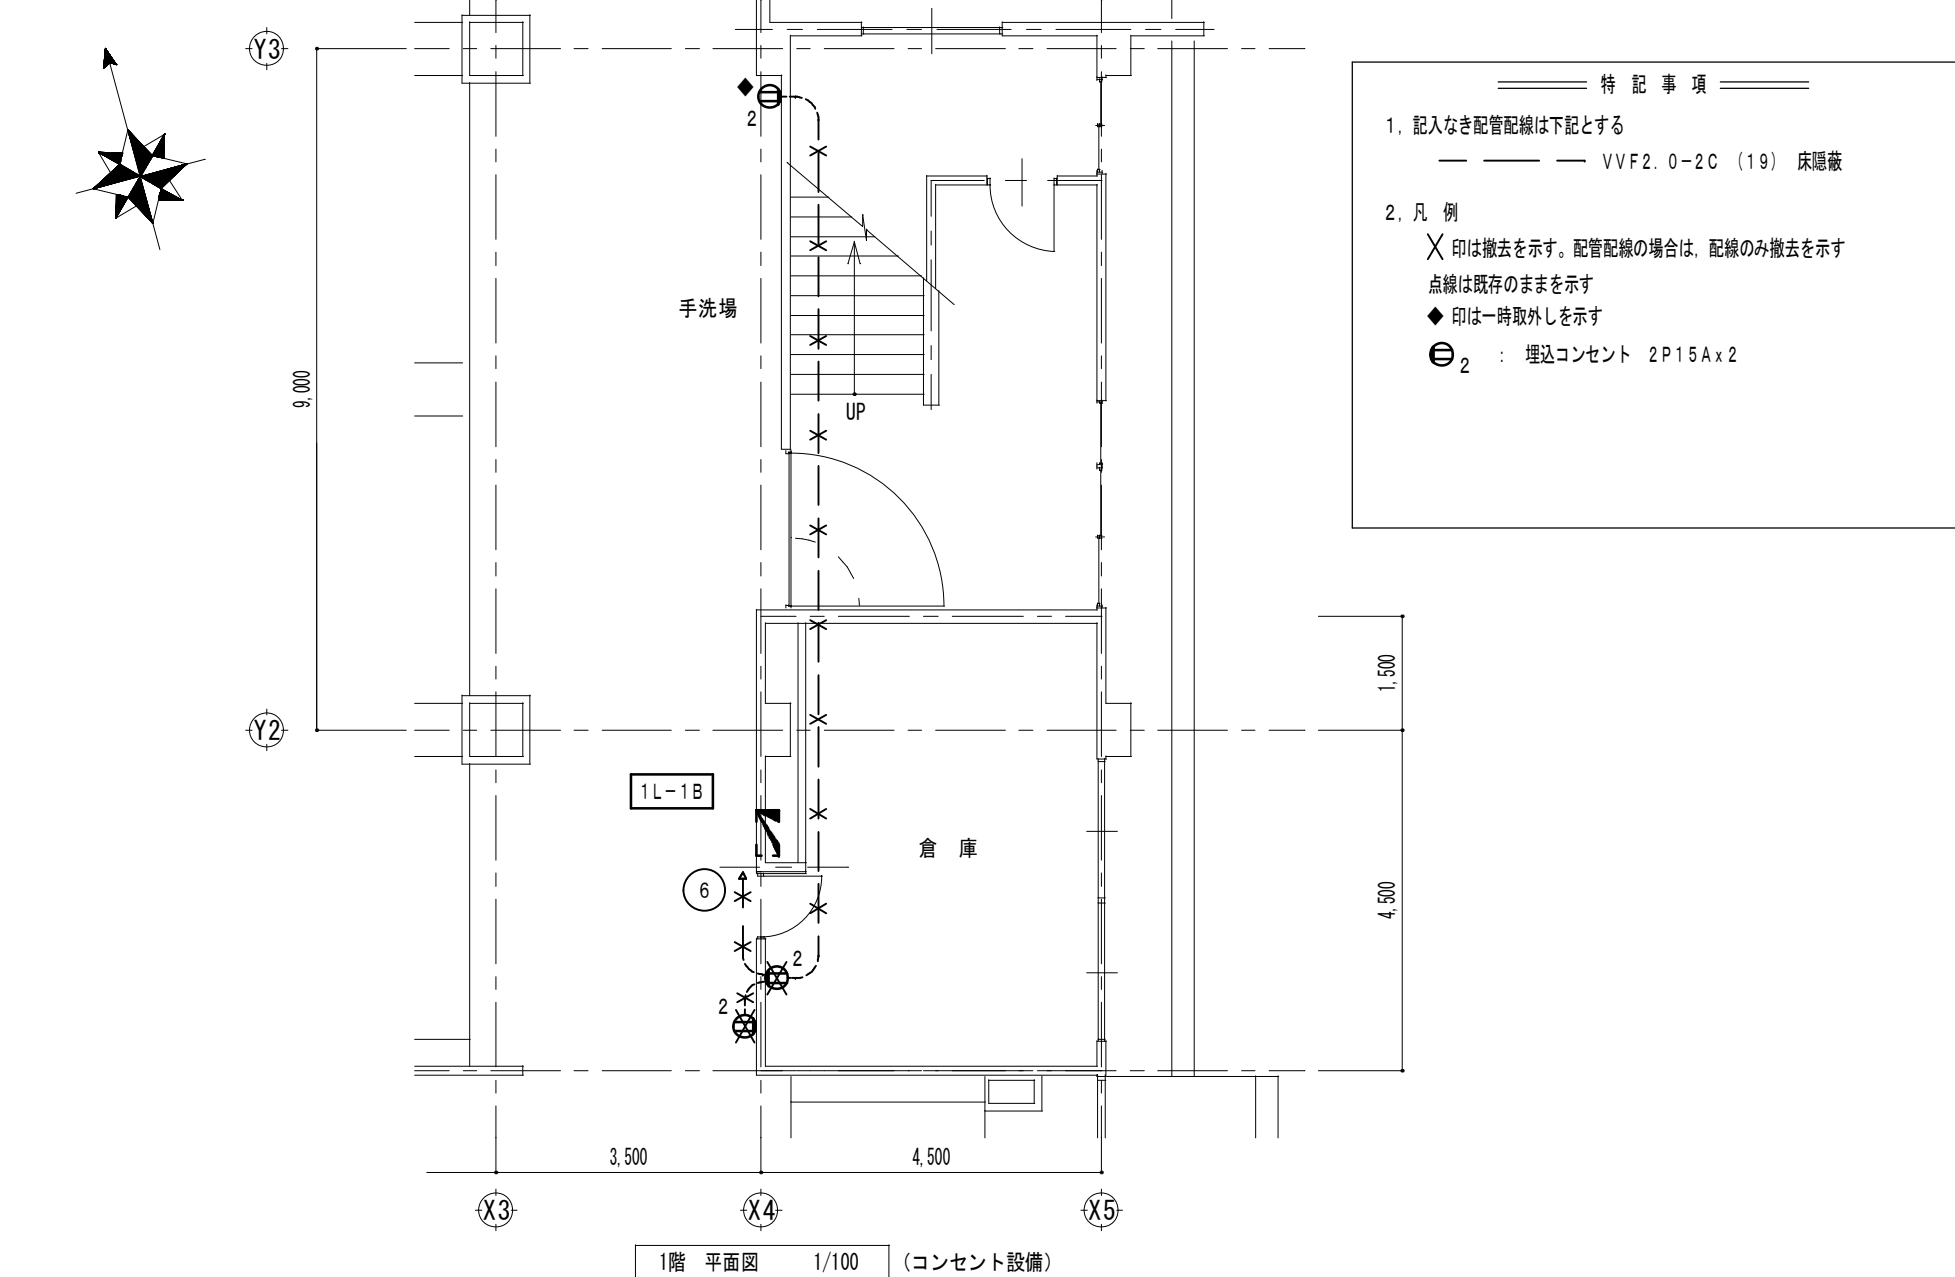 Y3
特 記 事 項
1, 記入なき配管配線は下記とする
VVF2.0-2C (19) 床隠蔽
2, 凡 例
╳ 印は撤去を示す。配管配線の場合は, 配線のみ撤去を示す
点線は既存のままを示す
◆ 印は一時取外しを示す
2 : 埋込コンセント 2P15Ax2
2
手洗場
9,000
UP
1,500
Y2
1L-1B
倉 庫
6
4,500
2
2
3,500
4,500
X3
X4
X5
1階 平面図 1/100 (コンセント設備)